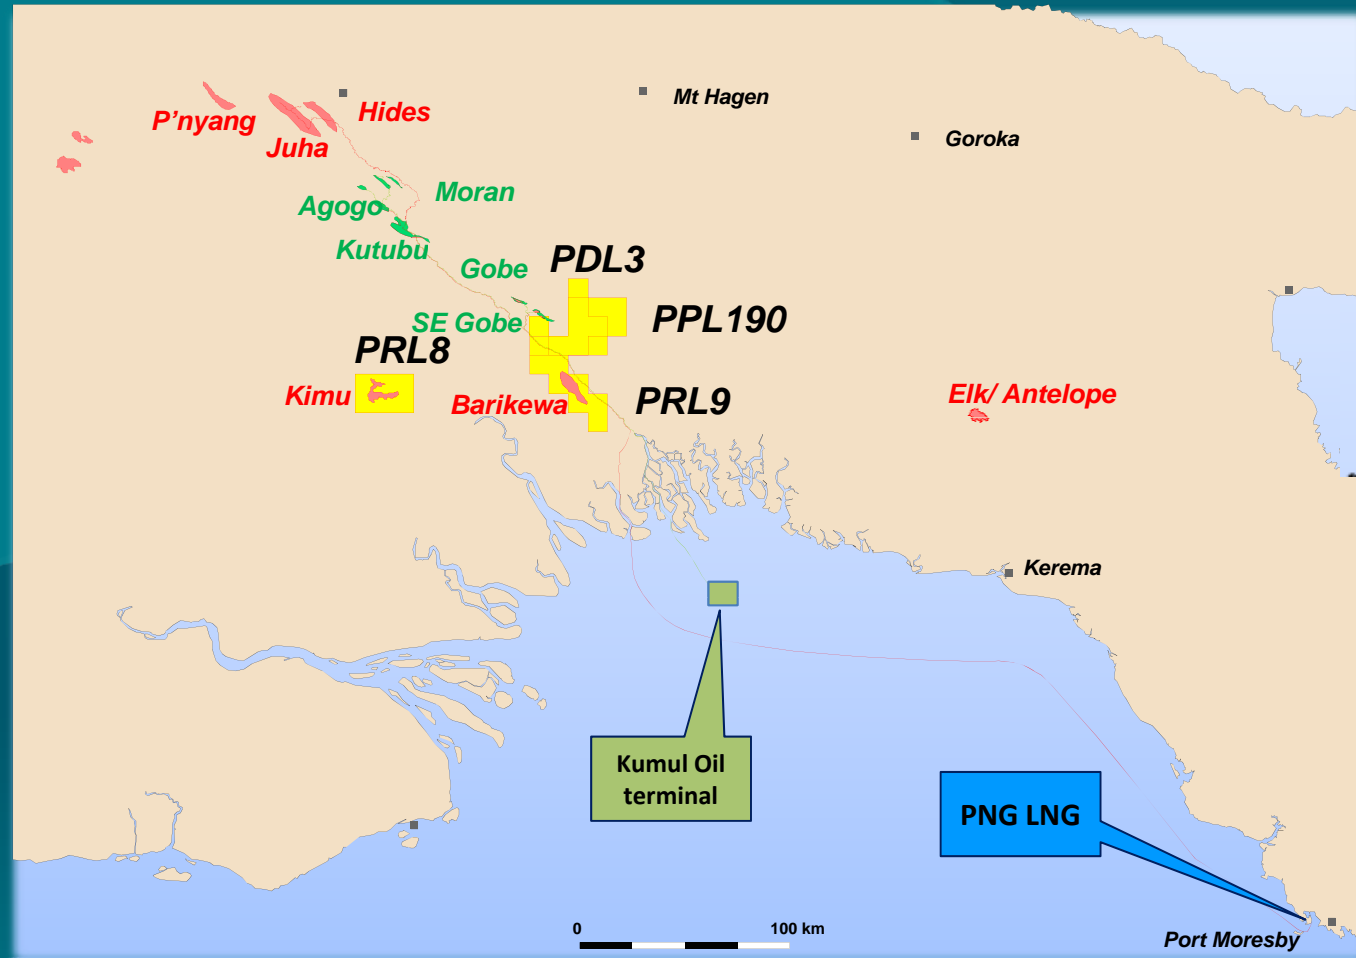 Mt Hagen
Hides
P'nyang
Goroka
Juha
Moran
Agogo
Kutubu
PDL3
Gobe
PPL190
SE Gobe
PRL8
Kimu
Barikewa
PRL9
Elk/ Antelope
Kerema
Kumul Oil
terminal
PNG LNG
0
100 km
Port Moresby